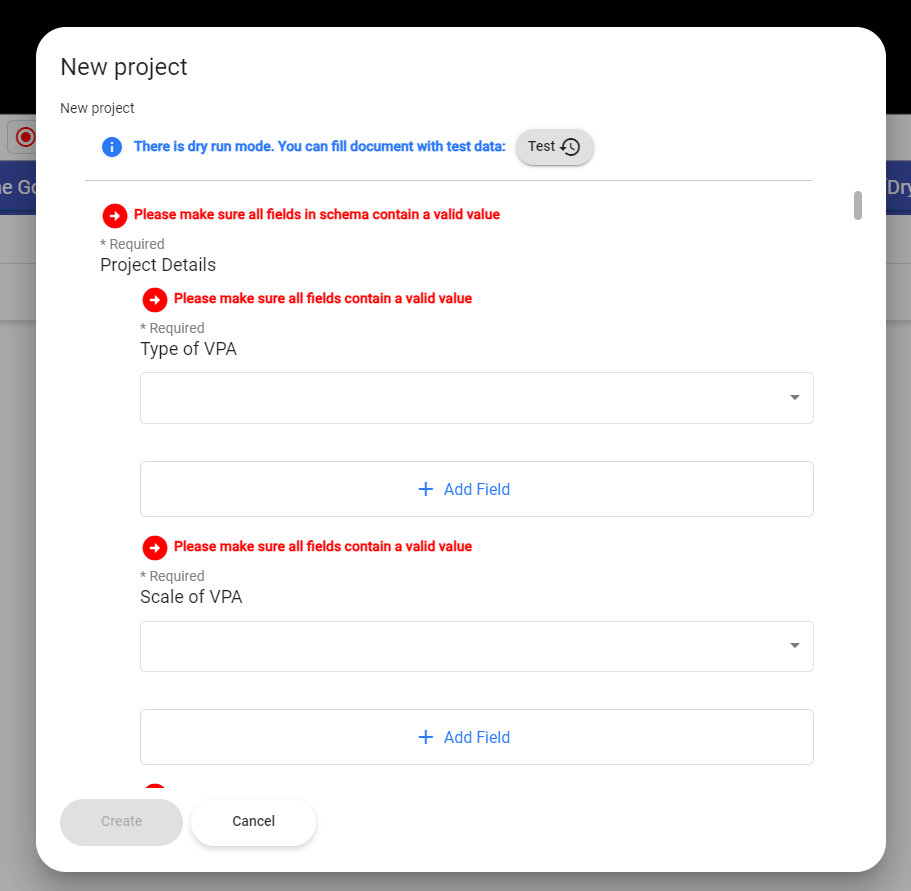 New project
New project
There is dry run mode. You can fill document with test data: Test
Please make sure all fields in schema contain a valid value
* Required
Project Details
Please make sure all fields contain a valid value
* Required
Type of VPA
+ Add Field
Please make sure all fields contain a valid value
* Required
Scale of VPA
+ Add Field
Create Cancel